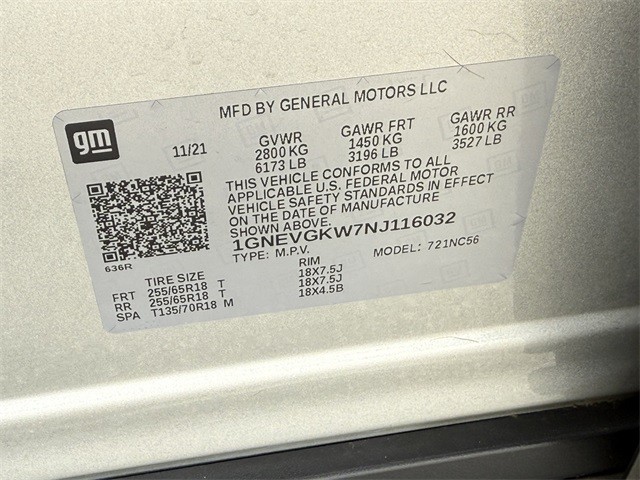 MFD BY GENERAL MOTORS LLC
gm
11/21
GVWR GAWR FRT GAWR RR
2800 KG 1450 KG 1600 KG
6173 LB 3196 LB 3527 LB
THIS VEHICLE CONFORMS TO ALL
APPLICABLE U.S. FEDERAL MOTOR
VEHICLE SAFETY STANDARDS IN EFFECT
ON THE DATE OF MANUFACTURE
SHOWN ABOVE.
1GNEVGKW7NJ116032
TYPE: M.P.V. MODEL: 721NC56
636R
TIRE SIZE RIM
FRT 255/65R18 T 18X7.5J
RR 255/65R18 T 18X7.5J
SPA T135/70R18 M 18X4.5B